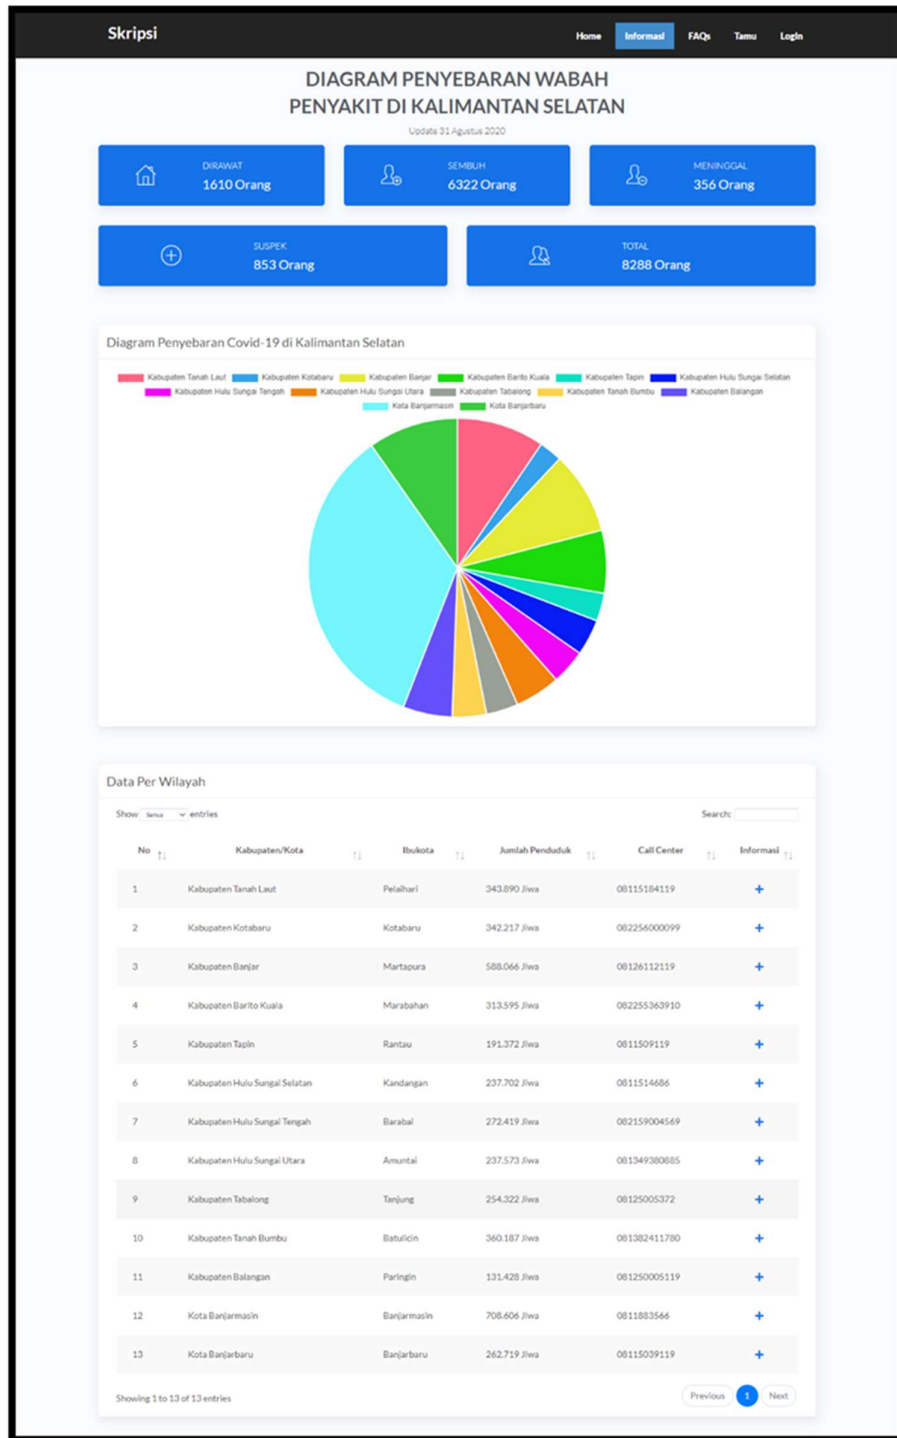 Skripsi
Home Informasi FAQs Tamu Login
DIAGRAM PENYEBARAN WABAH
PENYAKIT DI KALIMANTAN SELATAN
Update 31 Agustus 2020
DIRAWAT
1610 Orang
SEMBUH
6322 Orang
MENINGGAL
356 Orang
SUSPEK
853 Orang
TOTAL
8288 Orang
Diagram Penyebaran Covid-19 di Kalimantan Selatan
Kabupaten Tanah Laut Kabupaten Kotabaru Kabupaten Banjar Kabupaten Barito Kuala Kabupaten Tapin Kabupaten Hulu Sungai Selatan
Kabupaten Hulu Sungai Tengah Kabupaten Hulu Sungai Utara Kabupaten Tabalong Kabupaten Tanah Bumbu Kabupaten Balangan
Kota Banjarmasin Kota Banjarbaru
Data Per Wilayah
Show Semua entries Search:
No Kabupaten/Kota Ibukota Jumlah Penduduk Call Center Informasi
1 Kabupaten Tanah Laut Pelaihari 343.890 Jiwa 08115184119 +
2 Kabupaten Kotabaru Kotabaru 342.217 Jiwa 082256000099 +
3 Kabupaten Banjar Martapura 588.066 Jiwa 08126112119 +
4 Kabupaten Barito Kuala Marabahan 313.595 Jiwa 082255363910 +
5 Kabupaten Tapin Rantau 191.372 Jiwa 0811509119 +
6 Kabupaten Hulu Sungai Selatan Kandangan 237.702 Jiwa 0811514686 +
7 Kabupaten Hulu Sungai Tengah Barabai 272.419 Jiwa 082159004569 +
8 Kabupaten Hulu Sungai Utara Amuntai 237.573 Jiwa 081349380885 +
9 Kabupaten Tabalong Tanjung 254.322 Jiwa 08125005372 +
10 Kabupaten Tanah Bumbu Batulicin 360.187 Jiwa 081382411780 +
11 Kabupaten Balangan Paringin 131.428 Jiwa 081250005119 +
12 Kota Banjarmasin Banjarmasin 708.606 Jiwa 0811883566 +
13 Kota Banjarbaru Banjarbaru 262.719 Jiwa 08115039119 +
Showing 1 to 13 of 13 entries Previous 1 Next